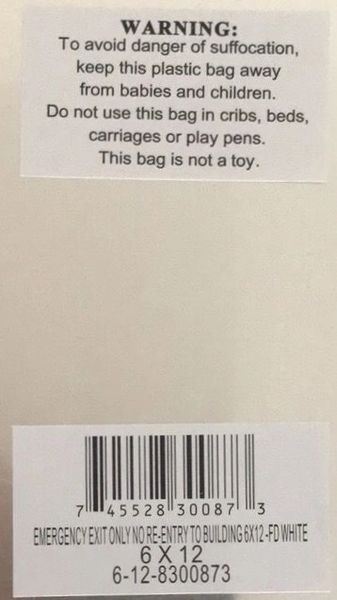 WARNING:
To avoid danger of suffocation,
keep this plastic bag away
from babies and children.
Do not use this bag in cribs, beds,
carriages or play pens.
This bag is not a toy.
7 45528 30087 3
EMERGENCY EXIT ONLY NO RE-ENTRY TO BUILDING 6X12-FD WHITE
6 X 12
6-12-8300873